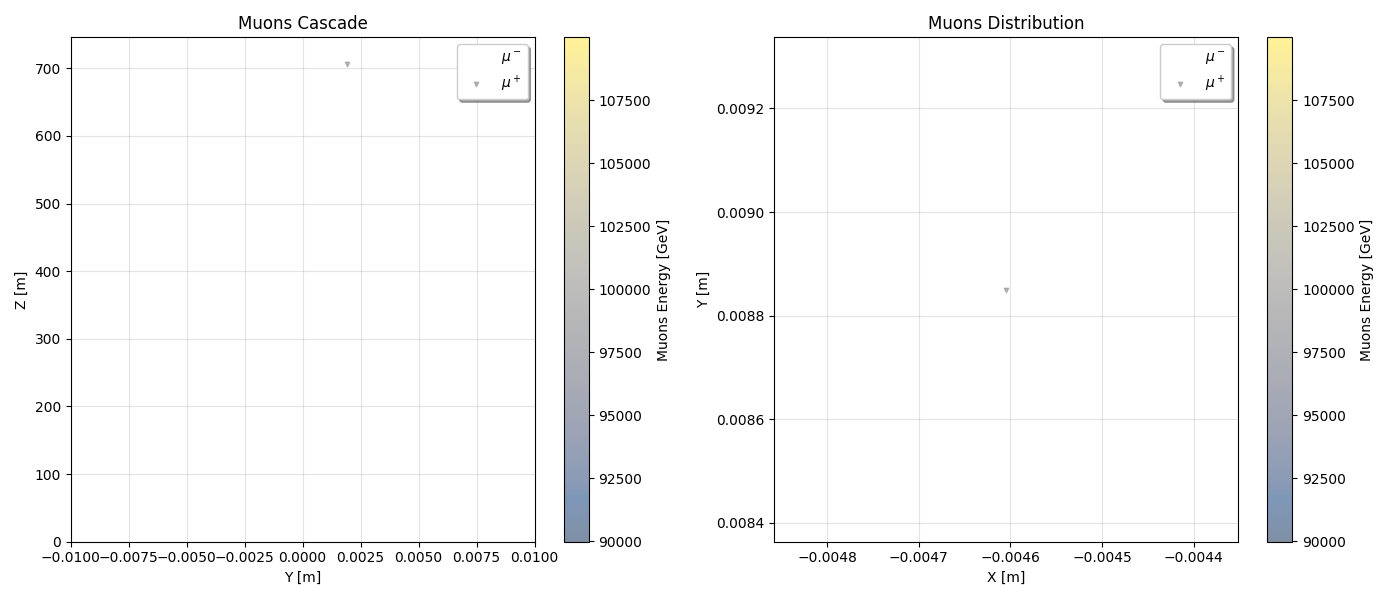 Muons Cascade
700
600
500
400
300
200
100
0
Z [m]
−0.0100 −0.0075 −0.0050 −0.0025 0.0000 0.0025 0.0050 0.0075 0.0100
Y [m]
μ−
μ+
107500
105000
102500
100000
97500
95000
92500
90000
Muons Energy [GeV]
Muons Distribution
0.0092
0.0090
0.0088
0.0086
0.0084
Y [m]
−0.0048 −0.0047 −0.0046 −0.0045 −0.0044
X [m]
μ−
μ+
107500
105000
102500
100000
97500
95000
92500
90000
Muons Energy [GeV]